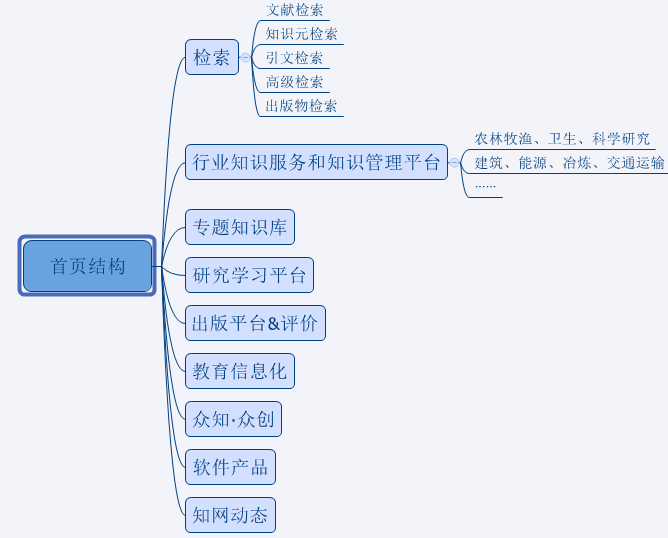 首页结构
检索
文献检索
知识元检索
引文检索
高级检索
出版物检索
行业知识服务和知识管理平台
农林牧渔、卫生、科学研究
建筑、能源、冶炼、交通运输
······
专题知识库
研究学习平台
出版平台&评价
教育信息化
众知·众创
软件产品
知网动态